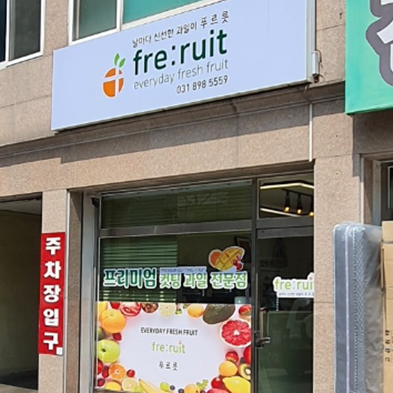 날마다 신선한 과일이 푸르릇
fre:ruit
everyday fresh fruit
031 898 5559
주차장입구
프리미엄 컷팅 과일 전문점
fre:ruit
EVERYDAY FRESH FRUIT
fre:ruit
푸르릇